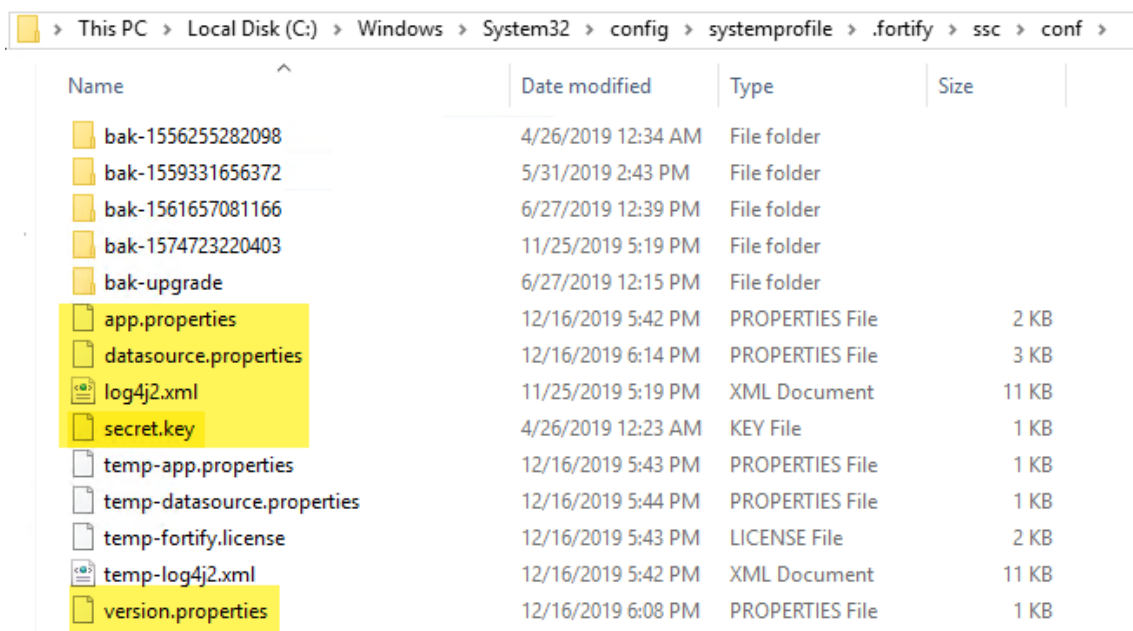 This PC > Local Disk (C:) > Windows > System32 > config > systemprofile > .fortify > ssc > conf >
Name Date modified Type Size
bak-1556255282098 4/26/2019 12:34 AM File folder
bak-1559331656372 5/31/2019 2:43 PM File folder
bak-1561657081166 6/27/2019 12:39 PM File folder
bak-1574723220403 11/25/2019 5:19 PM File folder
bak-upgrade 6/27/2019 12:15 PM File folder
app.properties 12/16/2019 5:42 PM PROPERTIES File 2 KB
datasource.properties 12/16/2019 6:14 PM PROPERTIES File 3 KB
log4j2.xml 11/25/2019 5:19 PM XML Document 11 KB
secret.key 4/26/2019 12:23 AM KEY File 1 KB
temp-app.properties 12/16/2019 5:43 PM PROPERTIES File 1 KB
temp-datasource.properties 12/16/2019 5:44 PM PROPERTIES File 1 KB
temp-fortify.license 12/16/2019 5:43 PM LICENSE File 2 KB
temp-log4j2.xml 12/16/2019 5:42 PM XML Document 11 KB
version.properties 12/16/2019 6:08 PM PROPERTIES File 1 KB